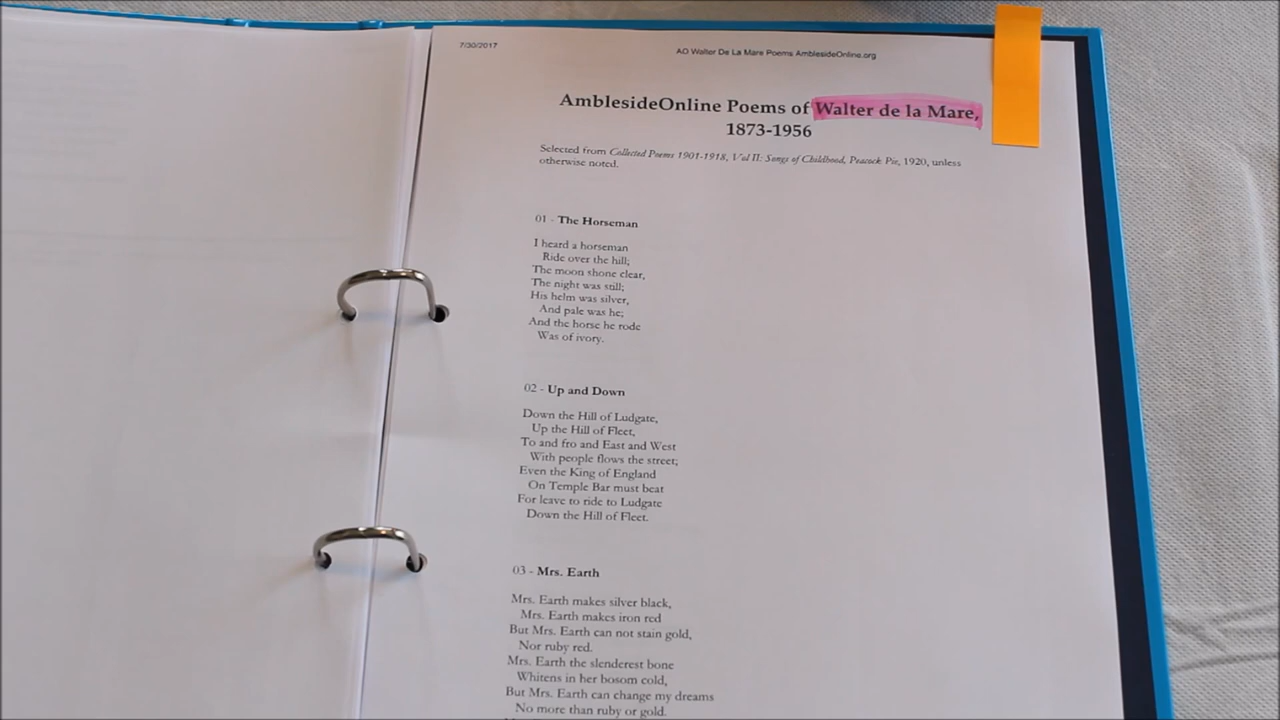 7/30/2017
AO Walter De La Mare Poems AmblesideOnline.org
AmblesideOnline Poems of Walter de la Mare,
1873-1956
Selected from Collected Poems 1901-1918, Vol II: Songs of Childhood, Peacock Pie, 1920, unless
otherwise noted.
01 - The Horseman
I heard a horseman
Ride over the hill;
The moon shone clear,
The night was still;
His helm was silver,
And pale was he;
And the horse he rode
Was of ivory.
02 - Up and Down
Down the Hill of Ludgate,
Up the Hill of Fleet,
To and fro and East and West
With people flows the street;
Even the King of England
On Temple Bar must beat
For leave to ride to Ludgate
Down the Hill of Fleet.
03 - Mrs. Earth
Mrs. Earth makes silver black,
Mrs. Earth makes iron red
But Mrs. Earth can not stain gold,
Nor ruby red.
Mrs. Earth the slenderest bone
Whitens in her bosom cold,
But Mrs. Earth can change my dreams
No more than ruby or gold.